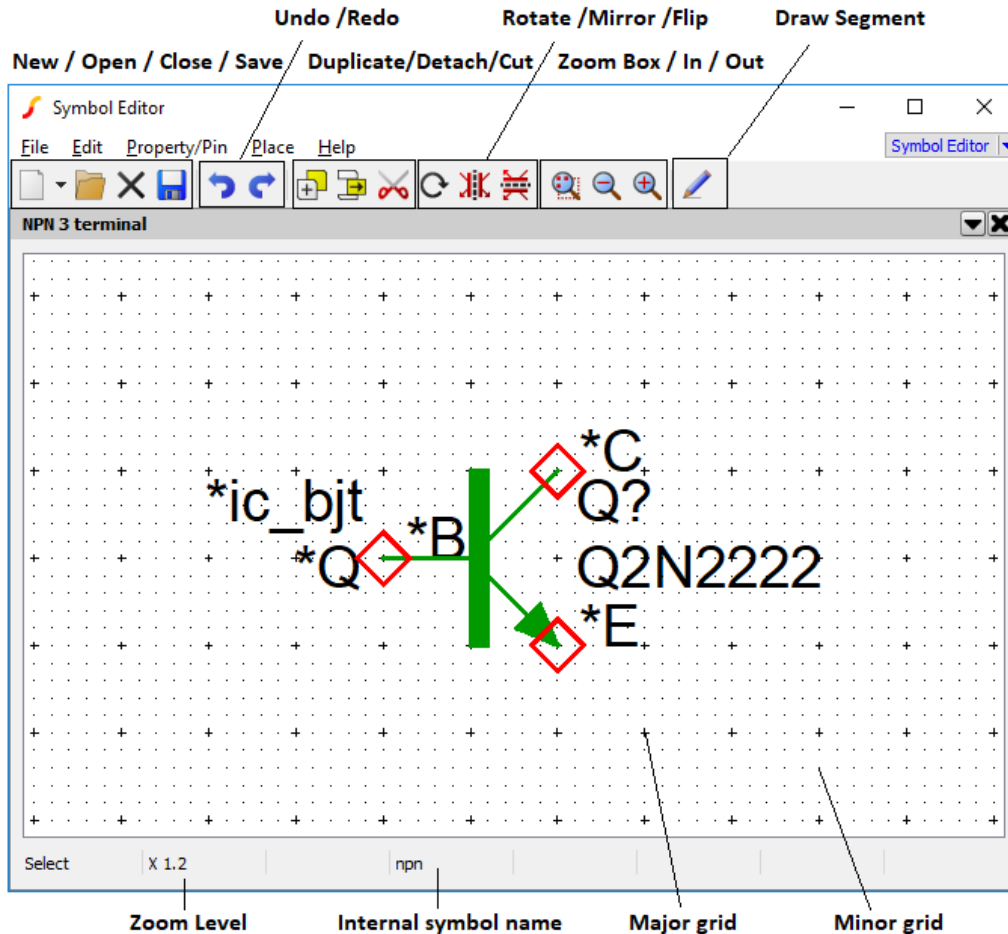 Undo /Redo
Rotate /Mirror /Flip
Draw Segment
New / Open / Close / Save
Duplicate/Detach/Cut
Zoom Box / In / Out
Symbol Editor
File Edit Property/Pin Place Help
Symbol Editor
NPN 3 terminal
*C
*ic_bjt
Q?
*B
*Q
Q2N2222
*E
Select
X 1.2
npn
Zoom Level
Internal symbol name
Major grid
Minor grid